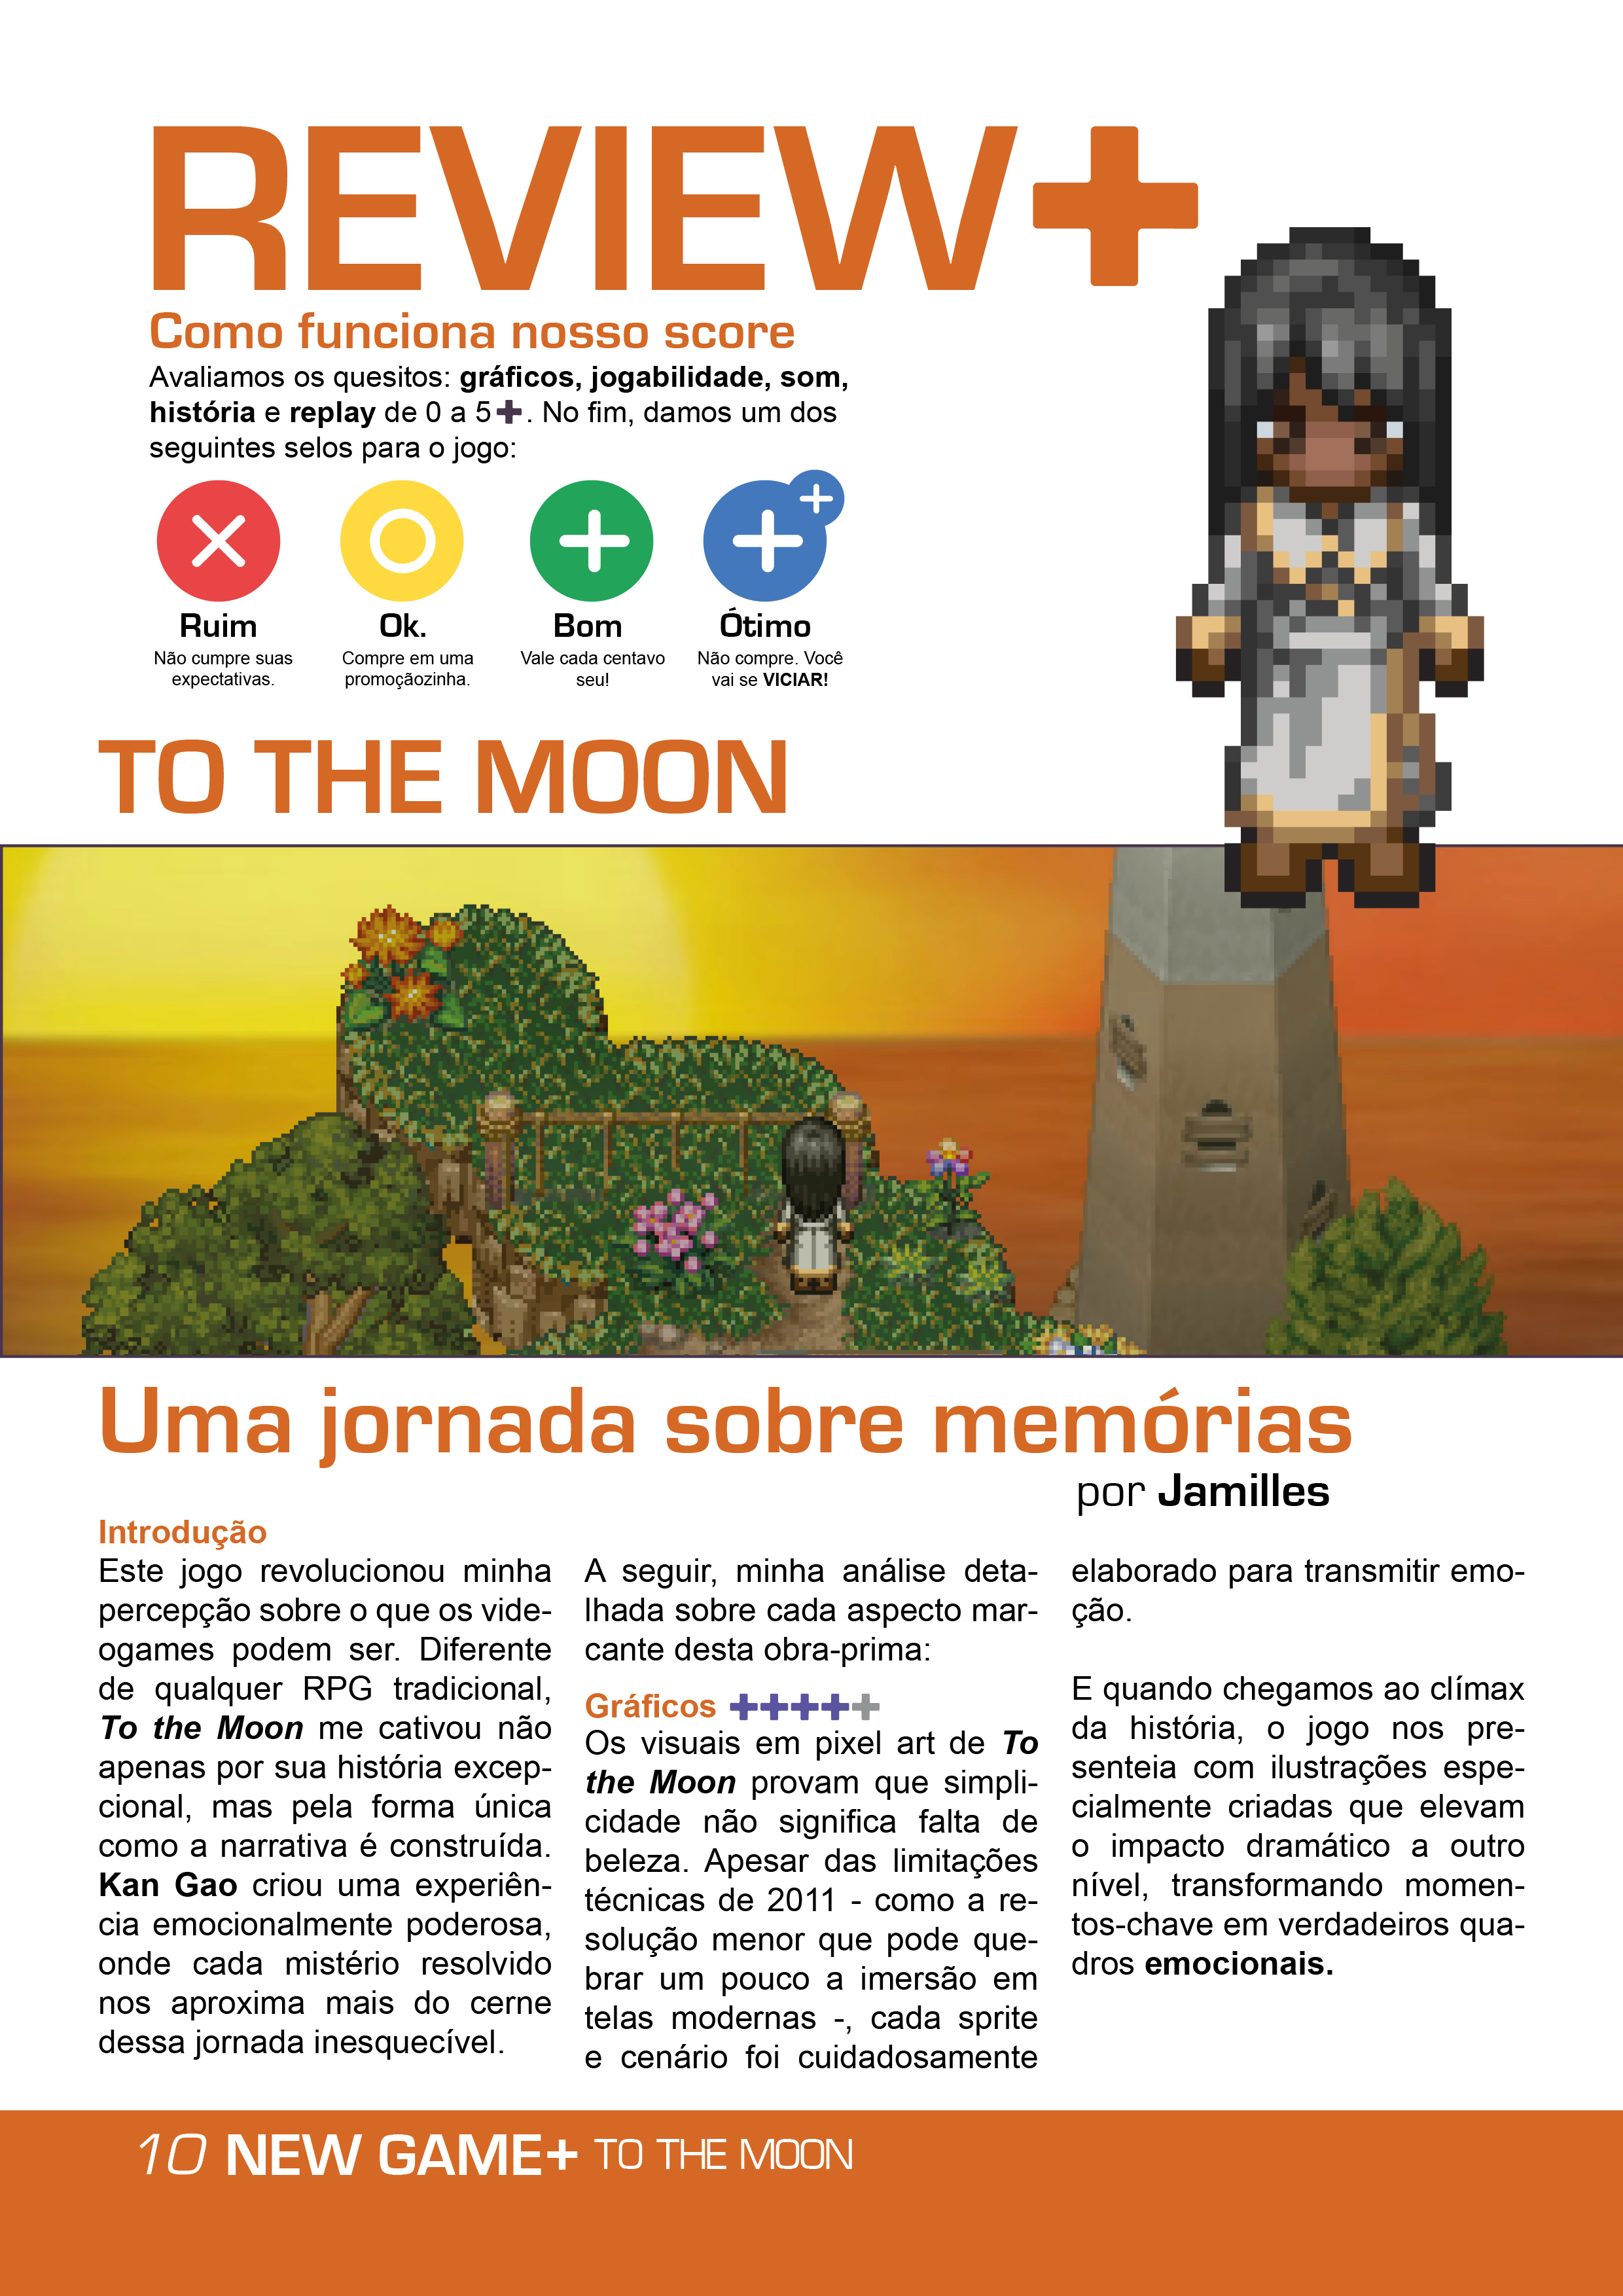 REVIEW+
Como funciona nosso score
Avaliamos os quesitos: gráficos, jogabilidade, som,
história e replay de 0 a 5 + . No fim, damos um dos
seguintes selos para o jogo:
Ruim
Não cumpre suas
expectativas.
Ok.
Compre em uma
promoçãozinha.
Bom
Vale cada centavo
seu!
Ótimo
Não compre. Você
vai se VICIAR!
TO THE MOON
Uma jornada sobre memórias
por Jamilles
Introdução
Este jogo revolucionou minha
percepção sobre o que os vide-
ogames podem ser. Diferente
de qualquer RPG tradicional,
To the Moon me cativou não
apenas por sua história excep-
cional, mas pela forma única
como a narrativa é construída.
Kan Gao criou uma experiên-
cia emocionalmente poderosa,
onde cada mistério resolvido
nos aproxima mais do cerne
dessa jornada inesquecível.
A seguir, minha análise deta-
lhada sobre cada aspecto mar-
cante desta obra-prima:
Gráficos +++++
Os visuais em pixel art de To
the Moon provam que simpli-
cidade não significa falta de
beleza. Apesar das limitações
técnicas de 2011 - como a re-
solução menor que pode que-
brar um pouco a imersão em
telas modernas -, cada sprite
e cenário foi cuidadosamente
elaborado para transmitir emo-
ção.
E quando chegamos ao clímax
da história, o jogo nos pre-
senteia com ilustrações espe-
cialmente criadas que elevam
o impacto dramático a outro
nível, transformando momen-
tos-chave em verdadeiros qua-
dros emocionais.
10 NEW GAME+ TO THE MOON